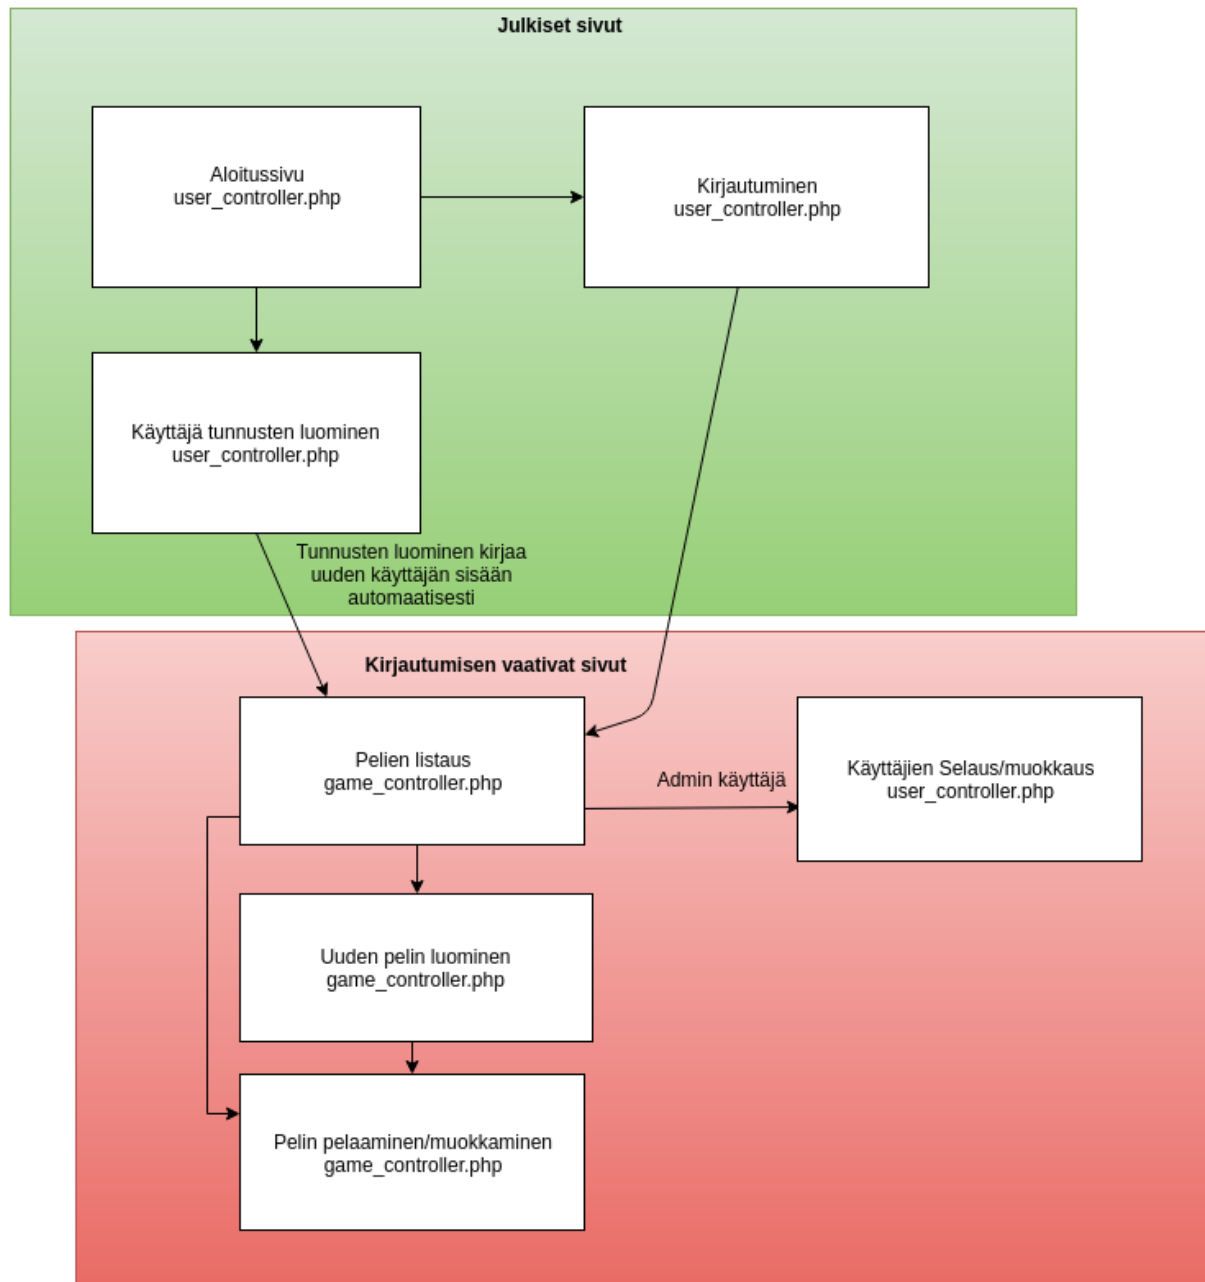 Julkiset sivut
Aloitussivu
user_controller.php
Kirjautuminen
user_controller.php
Käyttäjä tunnusten luominen
user_controller.php
Tunnusten luominen kirjaa
uuden käyttäjän sisään
automaatisesti
Kirjautumisen vaativat sivut
Pelien listaus
game_controller.php
Admin käyttäjä
Käyttäjien Selaus/muokkaus
user_controller.php
Uuden pelin luominen
game_controller.php
Pelin pelaaminen/muokkaminen
game_controller.php